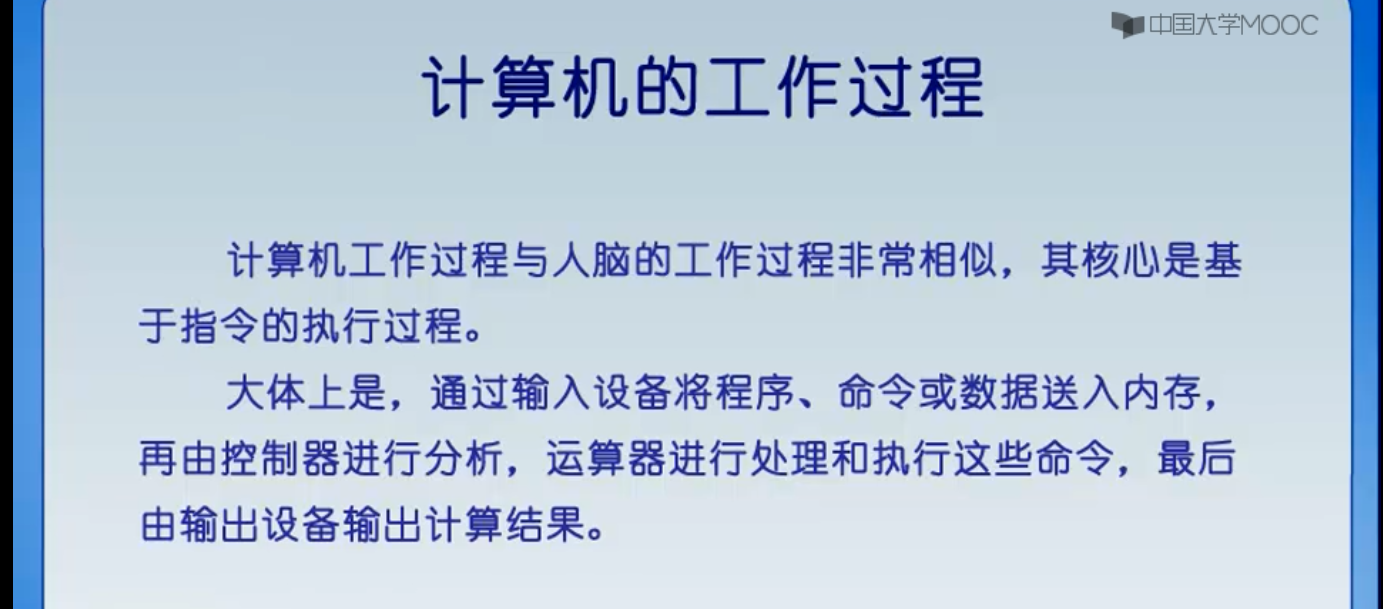 中国大学MOOC
计算机的工作过程
计算机工作过程与人脑的工作过程非常相似，其核心是基
于指令的执行过程。
大体上是，通过输入设备将程序、命令或数据送入内存，
再由控制器进行分析，运算器进行处理和执行这些命令，最后
由输出设备输出计算结果。